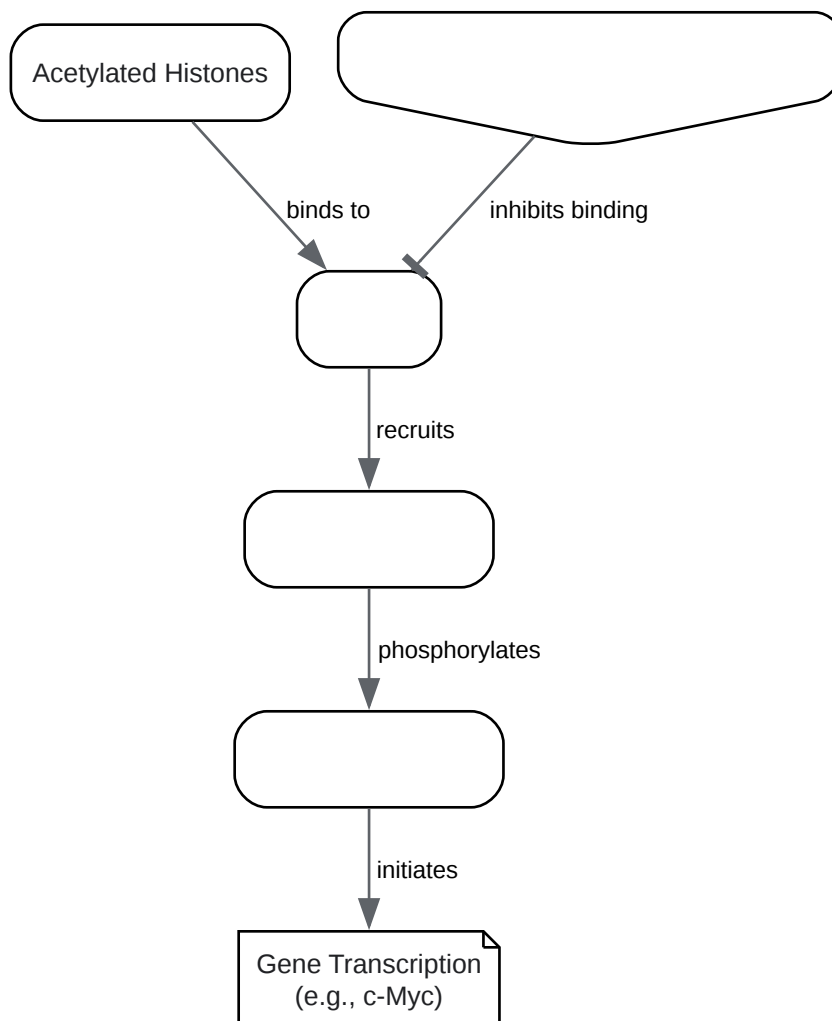 Acetylated Histones
binds to
inhibits binding
recruits
phosphorylates
initiates
Gene Transcription
(e.g., c-Myc)